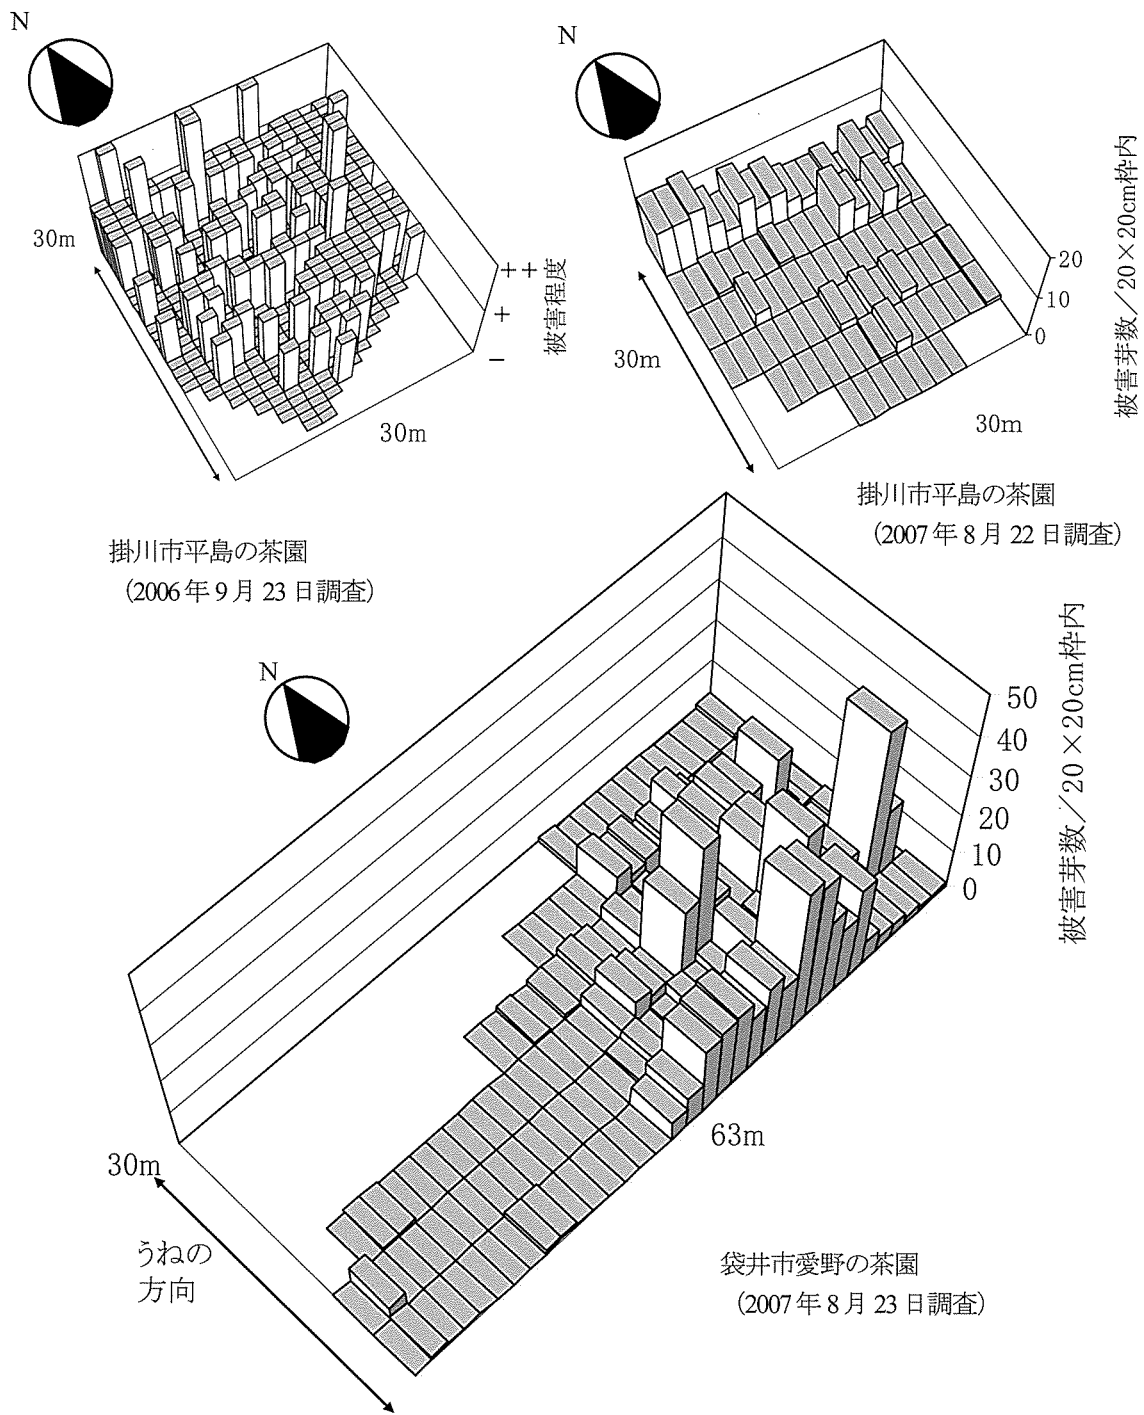 N
30m
++
+
−
被害程度
30m
掛川市平島の茶園
（2006年9月23日調査）
N
30m
20
10
0
被害芽数／20×20cm枠内
30m
掛川市平島の茶園
（2007年8月22日調査）
N
50
40
30
20
10
0
被害芽数／20×20cm枠内
63m
30m
うねの
方向
袋井市愛野の茶園
（2007年8月23日調査）